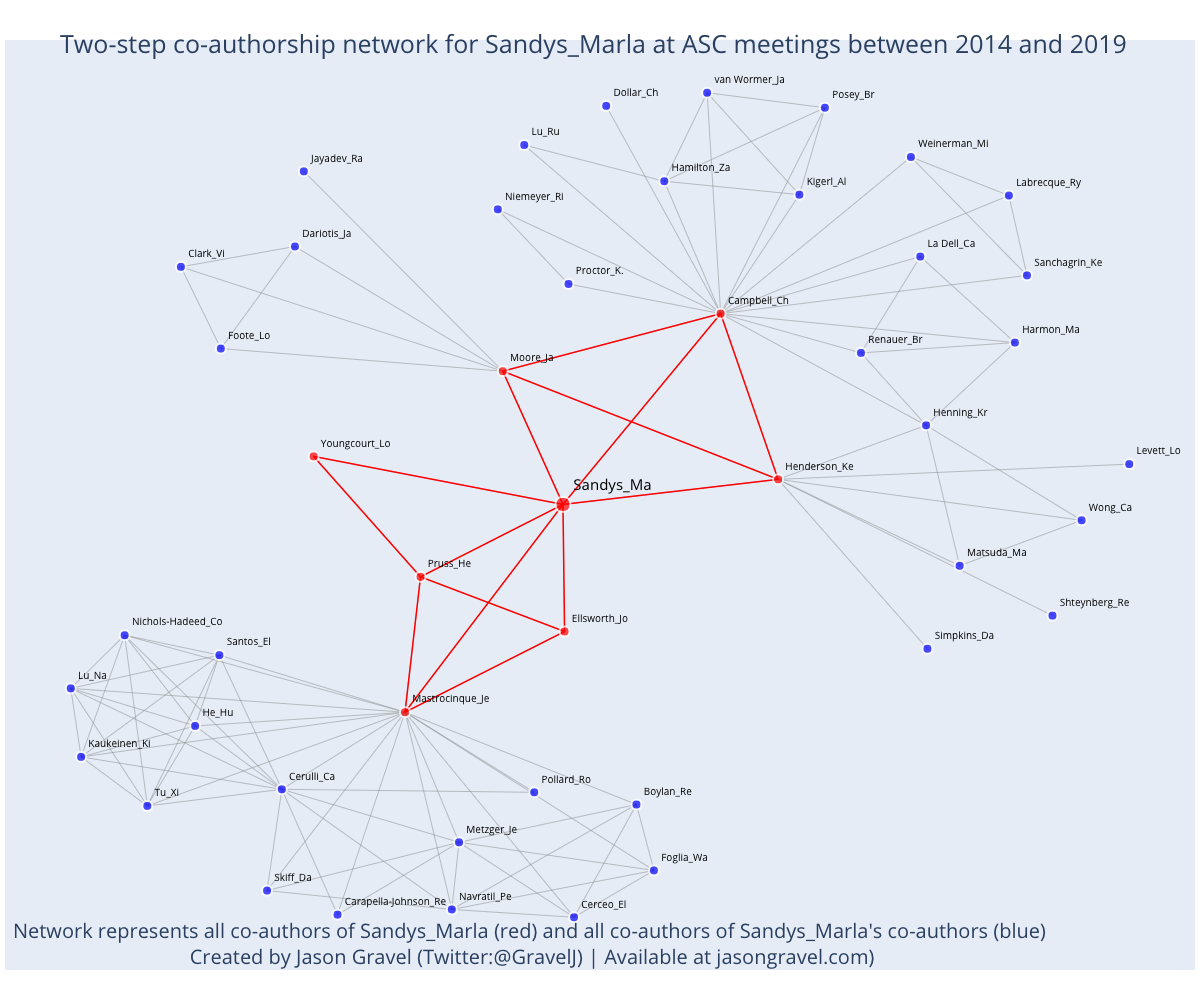 Two-step co-authorship network for Sandys_Marla at ASC meetings between 2014 and 2019
van Wormer_Ja
Dollar_Ch
Posey_Br
Lu_Ru
Weinerman_Mi
Jayadev_Ra
Hamilton_Za
Kigerl_Al
Labrecque_Ry
Niemeyer_Ri
Dariotis_Ja
La Dell_Ca
Clark_Vi
Sanchagrin_Ke
Proctor_K.
Campbell_Ch
Harmon_Ma
Foote_Lo
Renauer_Br
Moore_Ja
Henning_Kr
Youngcourt_Lo
Levett_Lo
Henderson_Ke
Sandys_Ma
Wong_Ca
Matsuda_Ma
Pruss_He
Shteynberg_Re
Ellsworth_Jo
Nichols-Hadeed_Co
Simpkins_Da
Santos_El
Lu_Na
Mastrocinque_Je
He_Hu
Kaukeinen_Ki
Cerulli_Ca
Pollard_Ro
Tu_Xi
Boylan_Re
Metzger_Je
Foglia_Wa
Skiff_Da
Navratil_Pe
Carapella-Johnson_Re
Cerceo_El
Network represents all co-authors of Sandys_Marla (red) and all co-authors of Sandys_Marla's co-authors (blue)
Created by Jason Gravel (Twitter:@GravelJ) | Available at jasongravel.com)